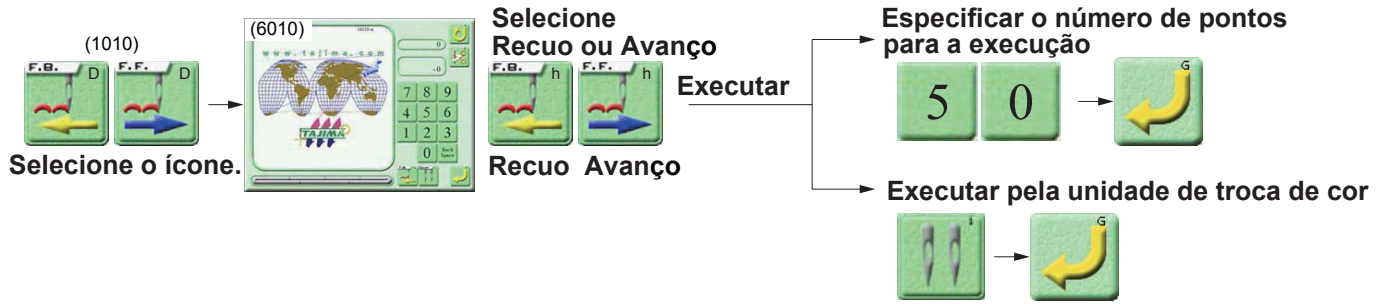 (1010)
F.B.
D
F.F.
D
Selecione o ícone.
(6010)
www.tajima.com
TAJIMA
0
-0
7 8 9
4 5 6
1 2 3
0 Back Space
Selecione
Recuo ou Avanço
F.B.
h
F.F.
h
Recuo Avanço
Executar
Especificar o número de pontos
para a execução
5 0
G
Executar pela unidade de troca de cor
i
G